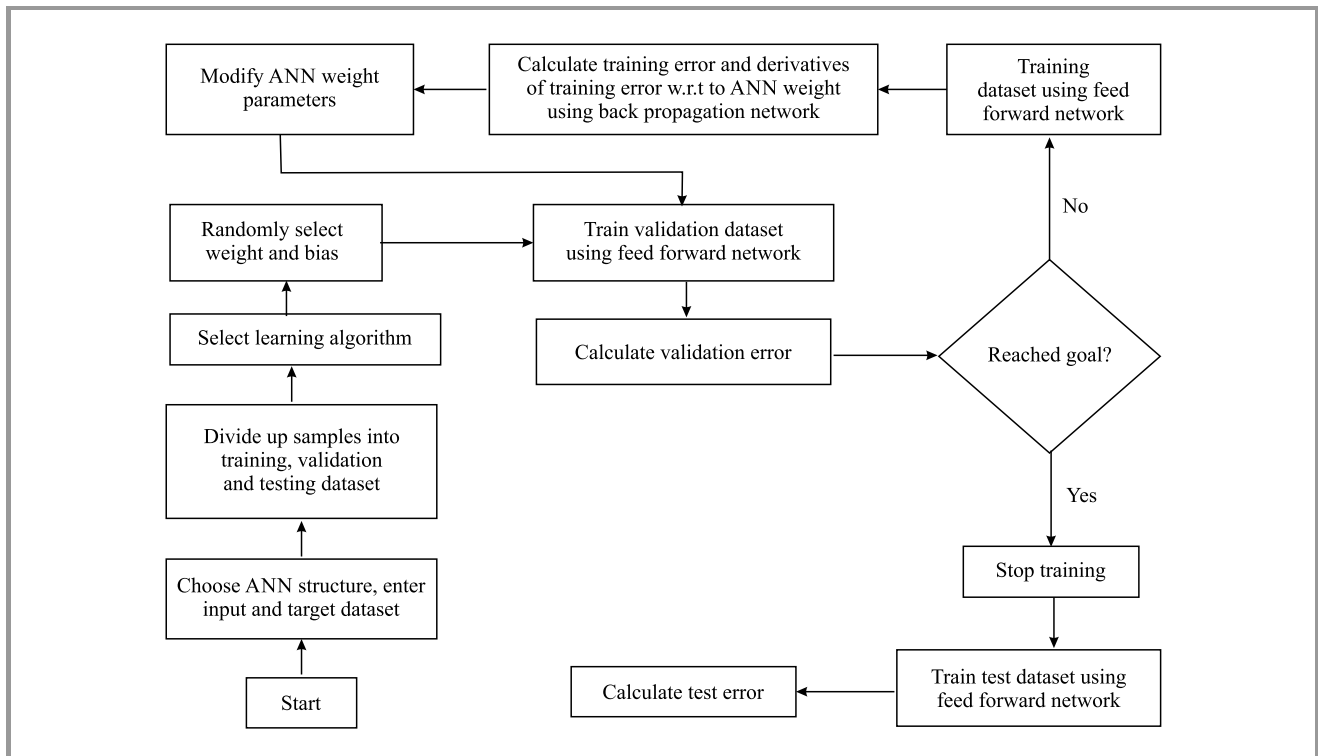 Modify ANN weight
parameters
Calculate training error and derivatives
of training error w.r.t to ANN weight
using back propagation network
Training
dataset using feed
forward network
No
Randomly select
weight and bias
Train validation dataset
using feed forward network
Select learning algorithm
Calculate validation error
Reached goal?
Divide up samples into
training, validation
and testing dataset
Yes
Choose ANN structure, enter
input and target dataset
Stop training
Start
Calculate test error
Train test dataset using
feed forward network